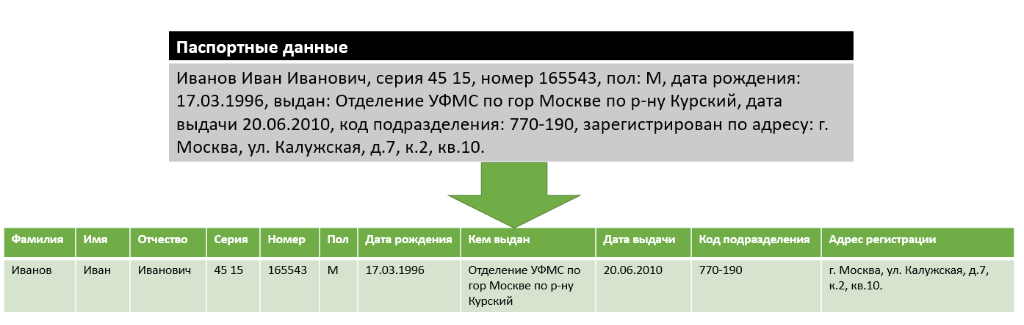 Паспортные данные
Иванов Иван Иванович, серия 45 15, номер 165543, пол: М, дата рождения:
17.03.1996, выдан: Отделение УФМС по гор Москве по р-ну Курский, дата
выдачи 20.06.2010, код подразделения: 770-190, зарегистрирован по адресу: г.
Москва, ул. Калужская, д.7, к.2, кв.10.
Фамилия Имя Отчество Серия Номер Пол Дата рождения Кем выдан Дата выдачи Код подразделения Адрес регистрации
Иванов Иван Иванович 45 15 165543 М 17.03.1996 Отделение УФМС по 20.06.2010 770-190 г. Москва, ул. Калужская, д.7,
гор Москве по р-ну к.2, кв.10.
Курский